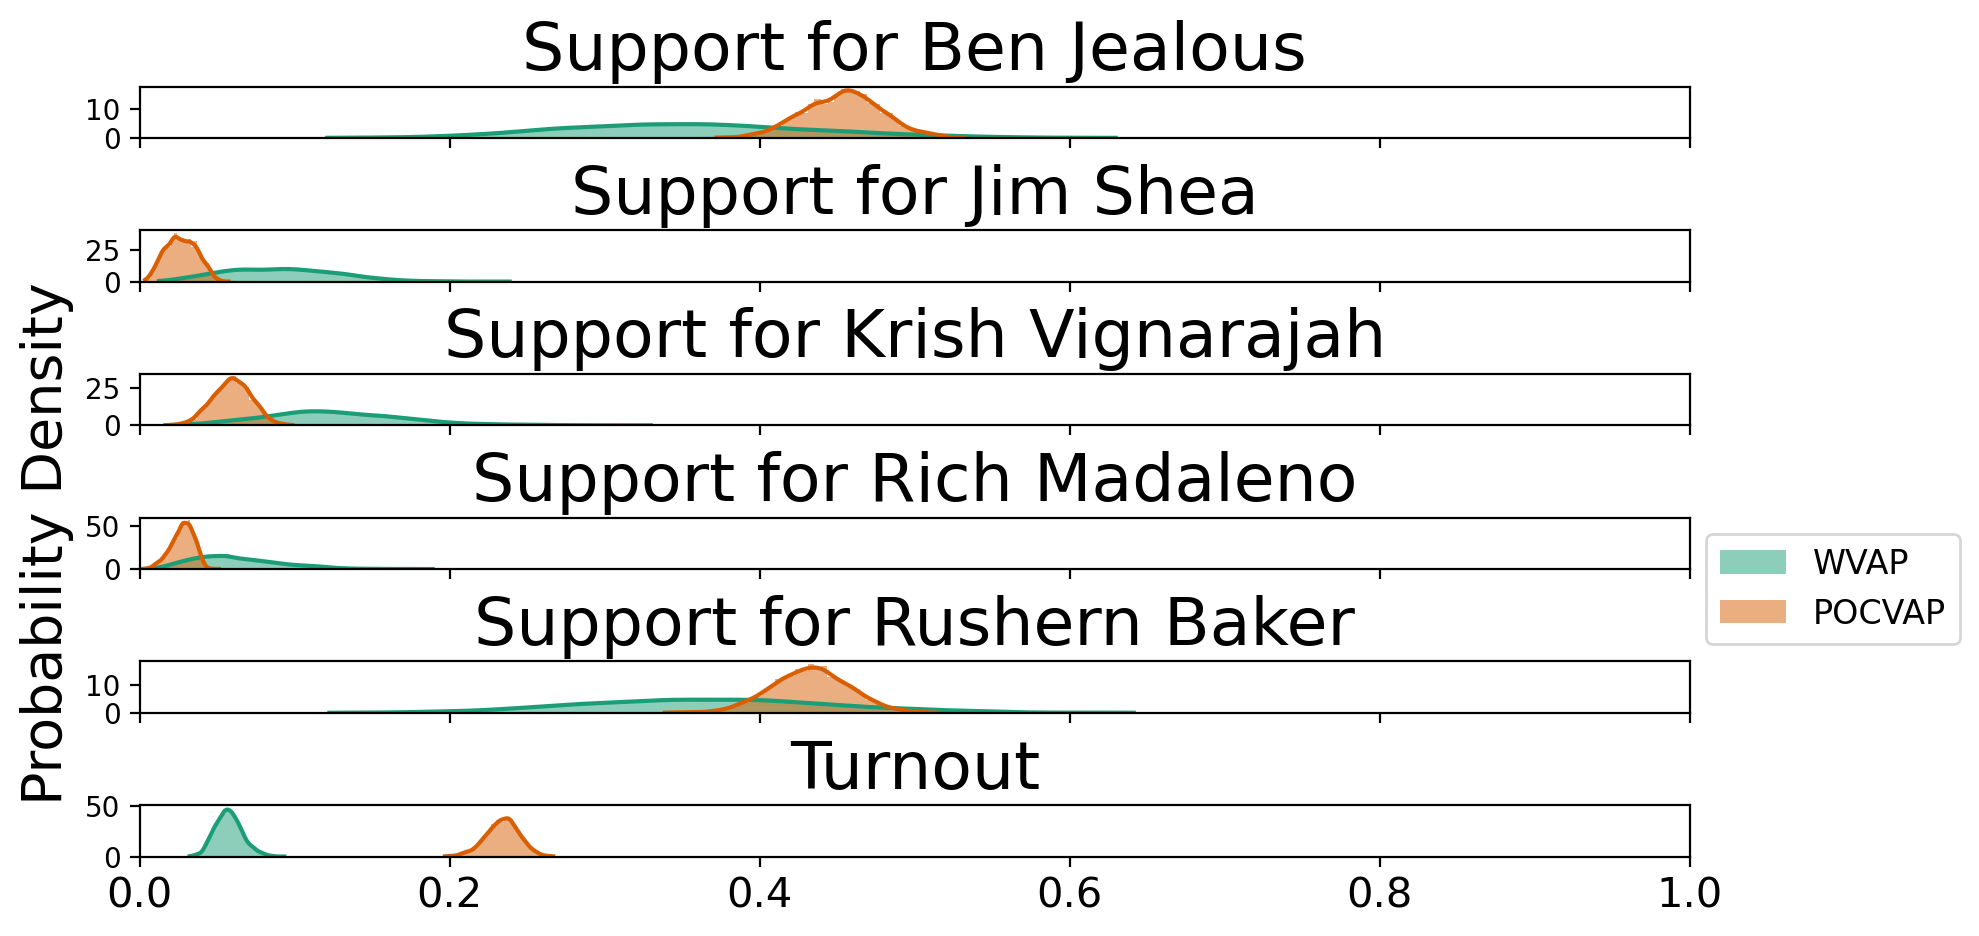 Support for Ben Jealous
10
0
Support for Jim Shea
25
0
Support for Krish Vignarajah
25
0
Support for Rich Madaleno
50
0
Support for Rushern Baker
10
0
Turnout
50
0
0.0 0.2 0.4 0.6 0.8 1.0
Probability Density
WVAP
POCVAP